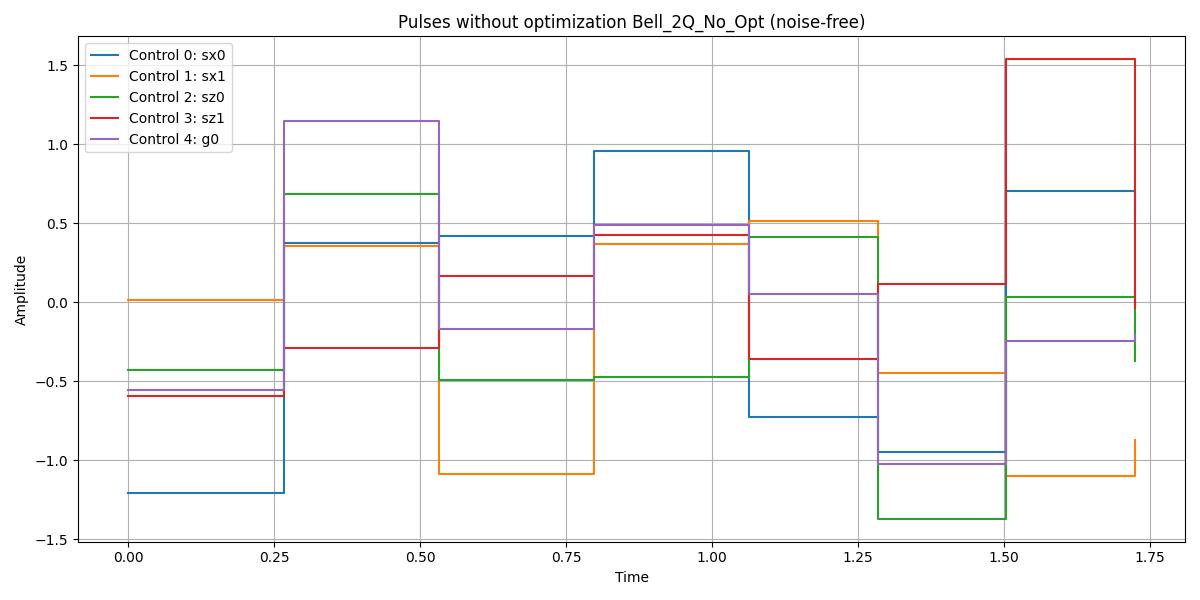 Pulses without optimization Bell_2Q_No_Opt (noise-free)
Control 0: sx0
Control 1: sx1
Control 2: sz0
Control 3: sz1
Control 4: g0
1.5
1.0
0.5
0.0
−0.5
−1.0
−1.5
Amplitude
0.00 0.25 0.50 0.75 1.00 1.25 1.50 1.75
Time